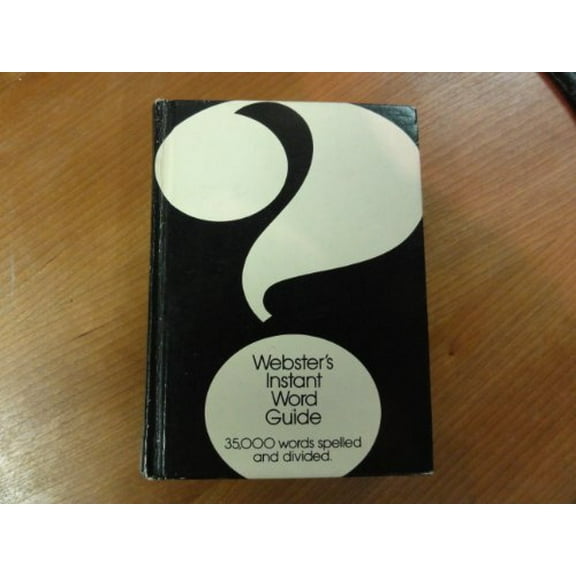 Webster's
Instant
Word
Guide
35,000 words spelled
and divided.